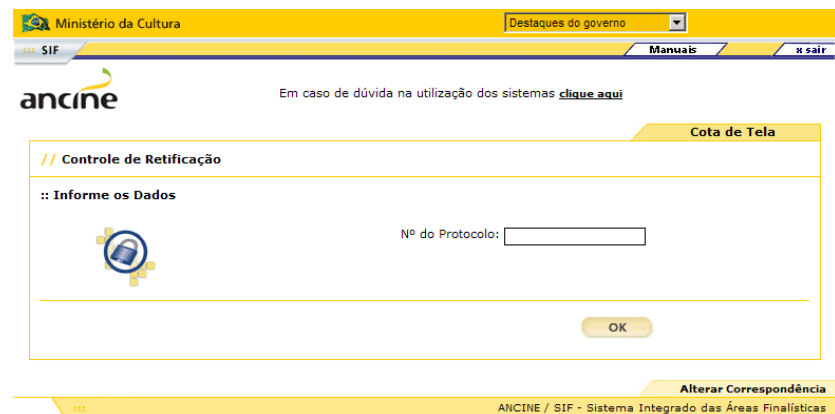 Ministério da Cultura
Destaques do governo
::: SIF
Manuais
x sair
ancine
Em caso de dúvida na utilização dos sistemas clique aqui
Cota de Tela
// Controle de Retificação
:: Informe os Dados
Nº do Protocolo:
OK
Alterar Correspondência
:::
ANCINE / SIF - Sistema Integrado das Áreas Finalísticas